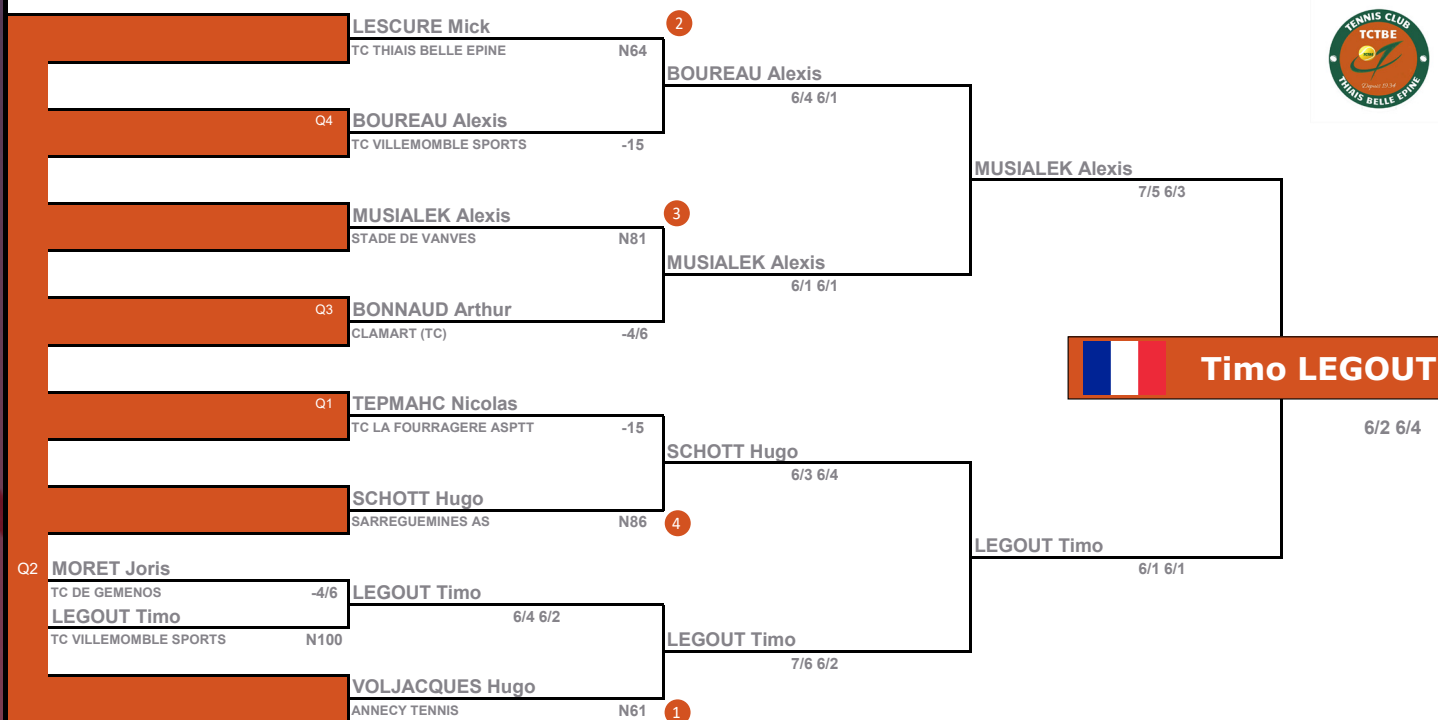 LESCURE Mick
2
TC THIAIS BELLE EPINE N64
BOUREAU Alexis
6/4 6/1
Q4 BOUREAU Alexis
TC VILLEMOMBLE SPORTS -15
MUSIALEK Alexis
7/5 6/3
MUSIALEK Alexis
3
STADE DE VANVES N81
MUSIALEK Alexis
6/1 6/1
Q3 BONNAUD Arthur
CLAMART (TC) -4/6
Timo LEGOUT
6/2 6/4
Q1 TEPMAHC Nicolas
TC LA FOURRAGERE ASPTT -15
SCHOTT Hugo
6/3 6/4
SCHOTT Hugo
SARREGUEMINES AS N86
4
LEGOUT Timo
6/1 6/1
Q2 MORET Joris
TC DE GEMENOS -4/6
LEGOUT Timo
6/4 6/2
LEGOUT Timo
TC VILLEMOMBLE SPORTS N100
LEGOUT Timo
7/6 6/2
VOLJACQUES Hugo
ANNECY TENNIS N61
1
TENNIS CLUB
TCTBE
Depuis 1934
THIAIS BELLE EPINE